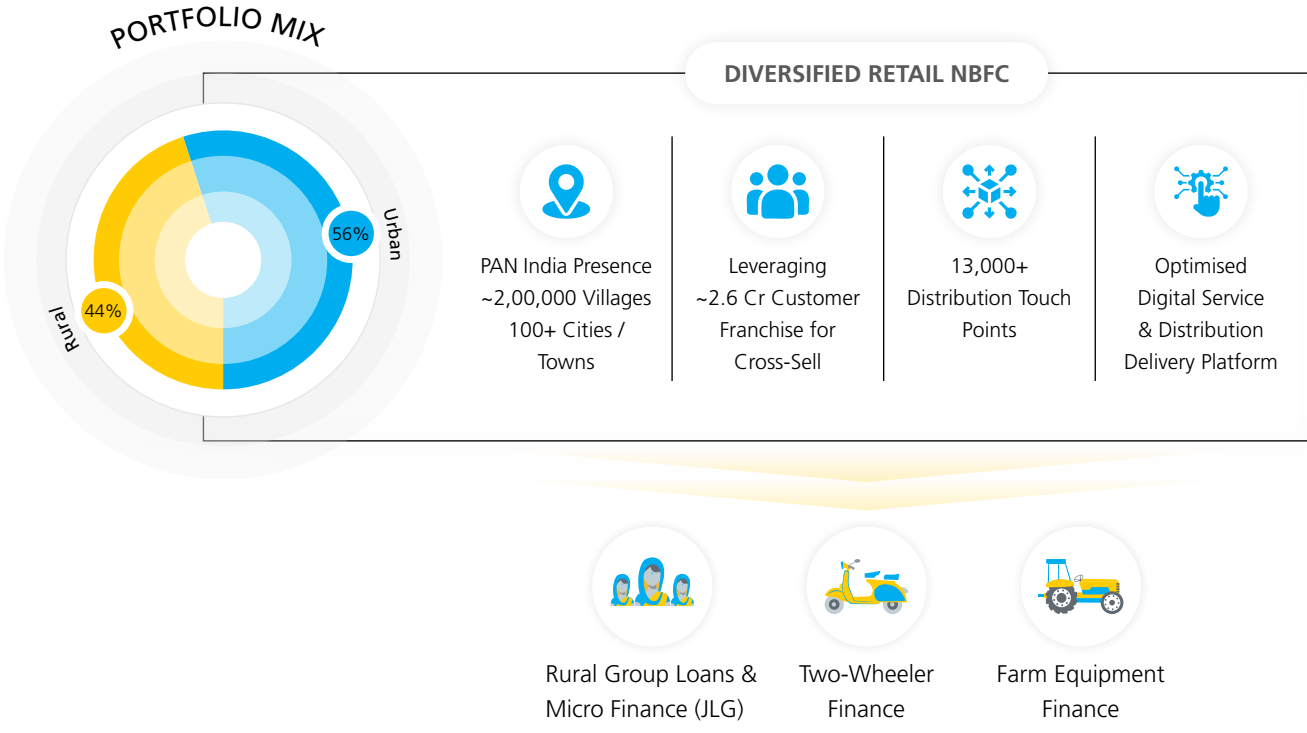 PORTFOLIO MIX
Urban
56%
44%
Rural
DIVERSIFIED RETAIL NBFC
PAN India Presence
~2,00,000 Villages
100+ Cities /
Towns
Leveraging
~2.6 Cr Customer
Franchise for
Cross-Sell
13,000+
Distribution Touch
Points
Optimised
Digital Service
& Distribution
Delivery Platform
Rural Group Loans &
Micro Finance (JLG)
Two-Wheeler
Finance
Farm Equipment
Finance